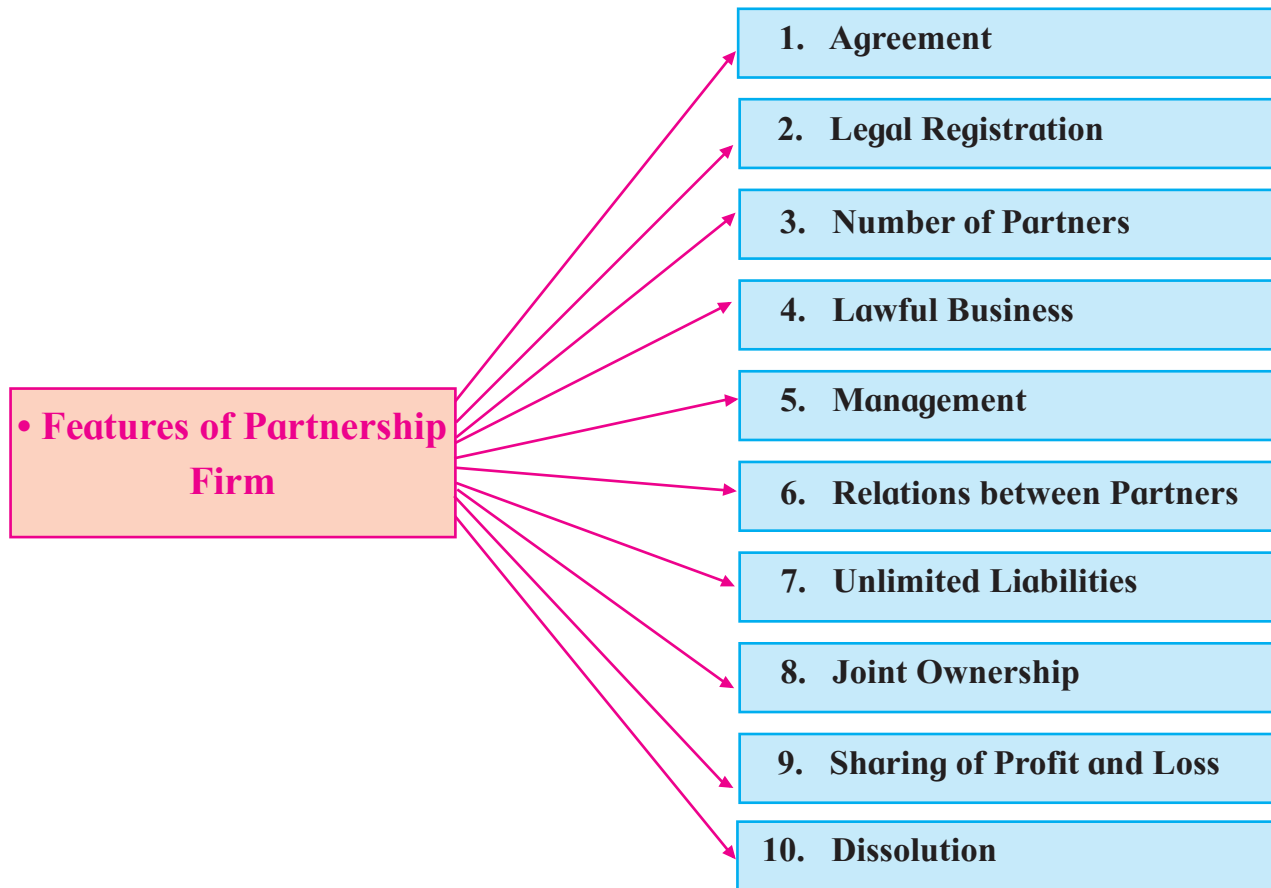 • Features of Partnership
Firm
1. Agreement
2. Legal Registration
3. Number of Partners
4. Lawful Business
5. Management
6. Relations between Partners
7. Unlimited Liabilities
8. Joint Ownership
9. Sharing of Profit and Loss
10. Dissolution